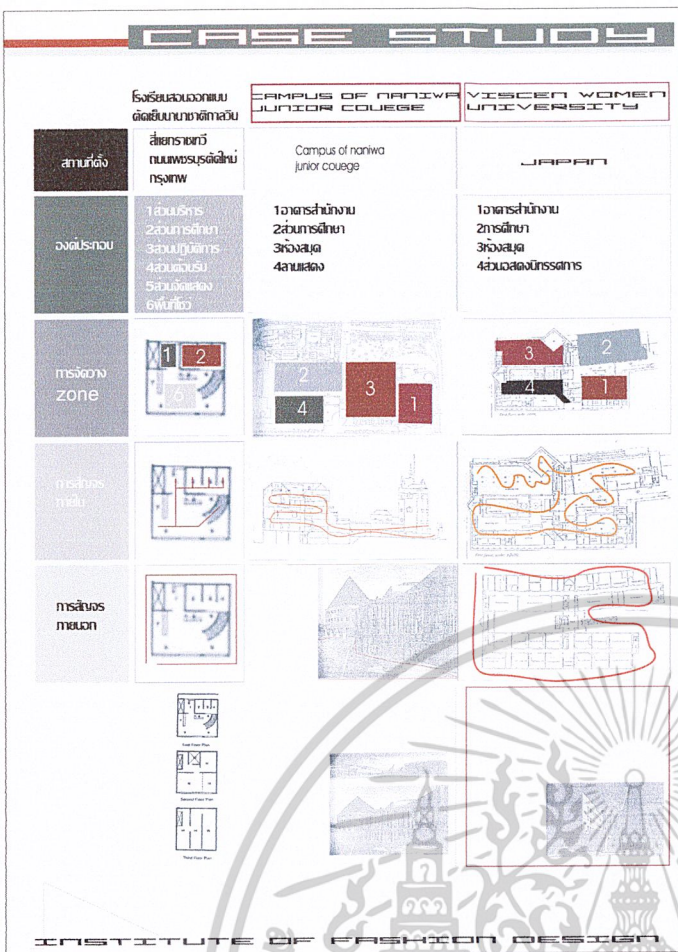 CASE STUDY
โรงเรียนสอนออกแบบ
ตัดเย็บนานาชาติกาลวิน
CAMPUS OF NANIWA
JUNIOR COUEGE
VISCEN WOMEN
UNIVERSITY
สถานที่ตั้ง
สี่แยกราชเทวี
ถนนเพชรบุรตัดใหม่
กรุงเทพ
Campus of naniwa
junior couege
JAPAN
องค์ประกอบ
1ส่วนบริหาร
2ส่วนการศึกษา
3ส่วนปฏิบัติการ
4ส่วนต้อนรับ
5ส่วนจัดแสดง
6พื้นที่โชว์
1อาคารสำนักงาน
2ส่วนการศึกษา
3ห้องสมุด
4ลานแสดง
1อาคารสำนักงาน
2การศึกษา
3ห้องสมุด
4ส่วนอสดงนิทรรศการ
การจัดวาง
zone
1
2
6
2
4
3
1
3
2
4
1
การสัญจร
ภายใน
การสัญจร
ภายนอก
Second Floor Plan
Third Floor Plan
INSTITUTE OF FASHION DESIGN